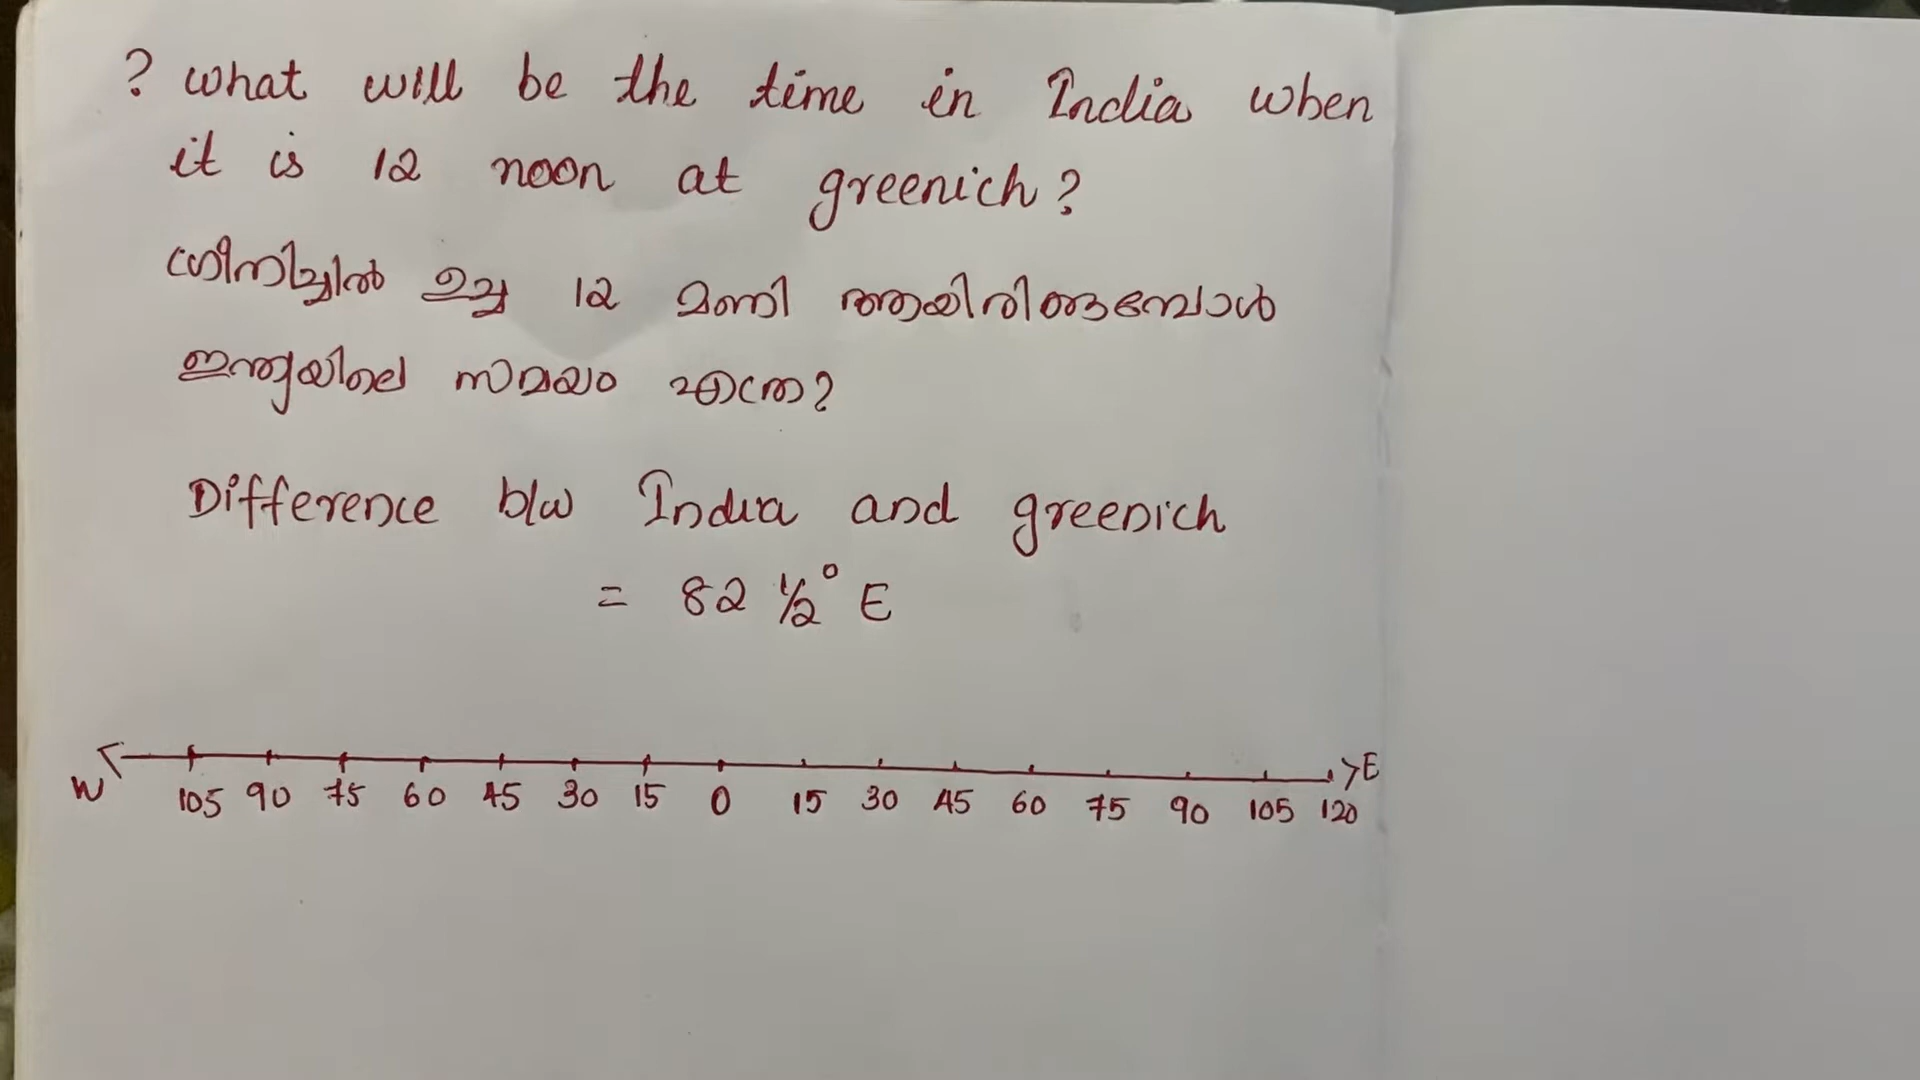 ? What will be the time in India when
it is 12 noon at greenich?
ഗ്രീനിച്ചിൽ ഉച്ച 12 മണി ആയിരിക്കുമ്പോൾ
ഇന്ത്യയിലെ സമയം എത്ര?
Difference b/w India and greenich
= 82 1/2° E
W 105 90 75 60 45 30 15 0 15 30 45 60 75 90 105 120 E